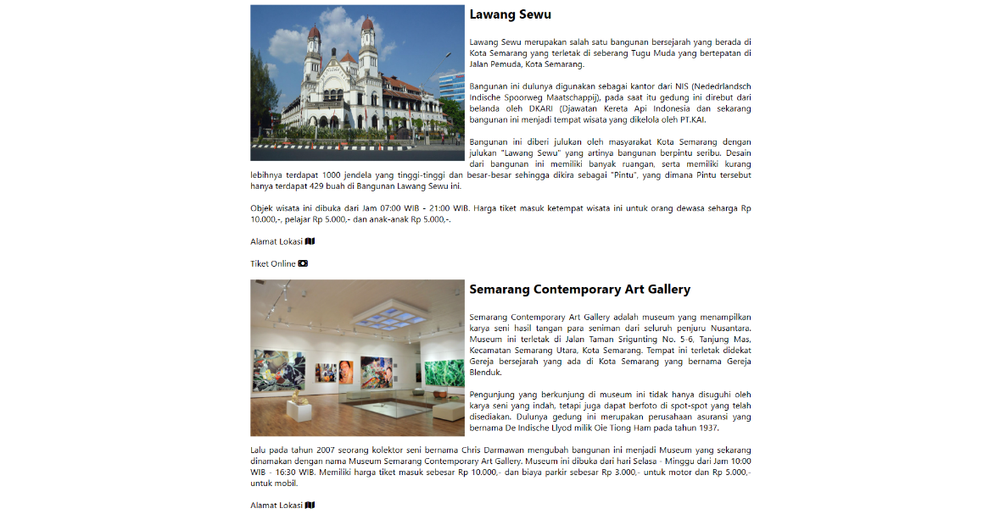 Lawang Sewu
Lawang Sewu merupakan salah satu bangunan bersejarah yang berada di
Kota Semarang yang terletak di seberang Tugu Muda yang bertepatan di
Jalan Pemuda, Kota Semarang.
Bangunan ini dulunya digunakan sebagai kantor dari NIS (Nededrlandsch
Indische Spoorweg Maatschappij), pada saat itu gedung ini direbut dari
belanda oleh DKARI (Djawatan Kereta Api Indonesia dan sekarang
bangunan ini menjadi tempat wisata yang dikelola oleh PT.KAI.
Bangunan ini diberi julukan oleh masyarakat Kota Semarang dengan
julukan "Lawang Sewu" yang artinya bangunan berpintu seribu. Desain
dari bangunan ini memiliki banyak ruangan, serta memiliki kurang
lebihnya terdapat 1000 jendela yang tinggi-tinggi dan besar-besar sehingga dikira sebagai "Pintu", yang dimana Pintu tersebut
hanya terdapat 429 buah di Bangunan Lawang Sewu ini.
Objek wisata ini dibuka dari Jam 07:00 WIB - 21:00 WIB. Harga tiket masuk ketempat wisata ini untuk orang dewasa seharga Rp
10.000,-, pelajar Rp 5.000,- dan anak-anak Rp 5.000,-.
Alamat Lokasi
Tiket Online
Semarang Contemporary Art Gallery
Semarang Contemporary Art Gallery adalah museum yang menampilkan
karya seni hasil tangan para seniman dari seluruh penjuru Nusantara.
Museum ini terletak di Jalan Taman Srigunting No. 5-6, Tanjung Mas,
Kecamatan Semarang Utara, Kota Semarang. Tempat ini terletak didekat
Gereja bersejarah yang ada di Kota Semarang yang bernama Gereja
Blenduk.
Pengunjung yang berkunjung di museum ini tidak hanya disuguhi oleh
karya seni yang indah, tetapi juga dapat berfoto di spot-spot yang telah
disediakan. Dulunya gedung ini merupakan perusahaan asuransi yang
bernama De Indische Llyod milik Oie Tiong Ham pada tahun 1937.
Lalu pada tahun 2007 seorang kolektor seni bernama Chris Darmawan mengubah bangunan ini menjadi Museum yang sekarang
dinamakan dengan nama Museum Semarang Contemporary Art Gallery. Museum ini dibuka dari hari Selasa - Minggu dari Jam 10:00
WIB - 16:30 WIB. Memiliki harga tiket masuk sebesar Rp 10.000,- dan biaya parkir sebesar Rp 3.000,- untuk motor dan Rp 5.000,-
untuk mobil.
Alamat Lokasi